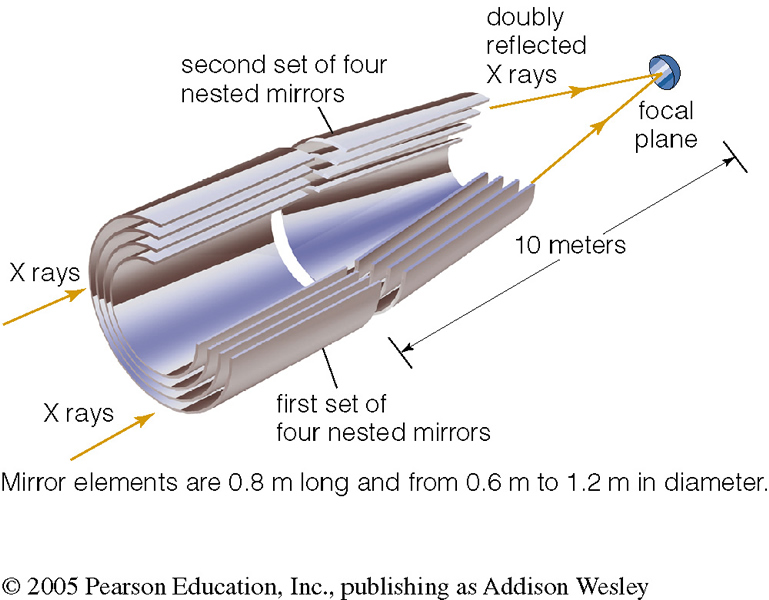 doubly
reflected
X rays
second set of four
nested mirrors
focal
plane
10 meters
X rays
X rays
first set of
four nested mirrors
Mirror elements are 0.8 m long and from 0.6 m to 1.2 m in diameter.
© 2005 Pearson Education, Inc., publishing as Addison Wesley